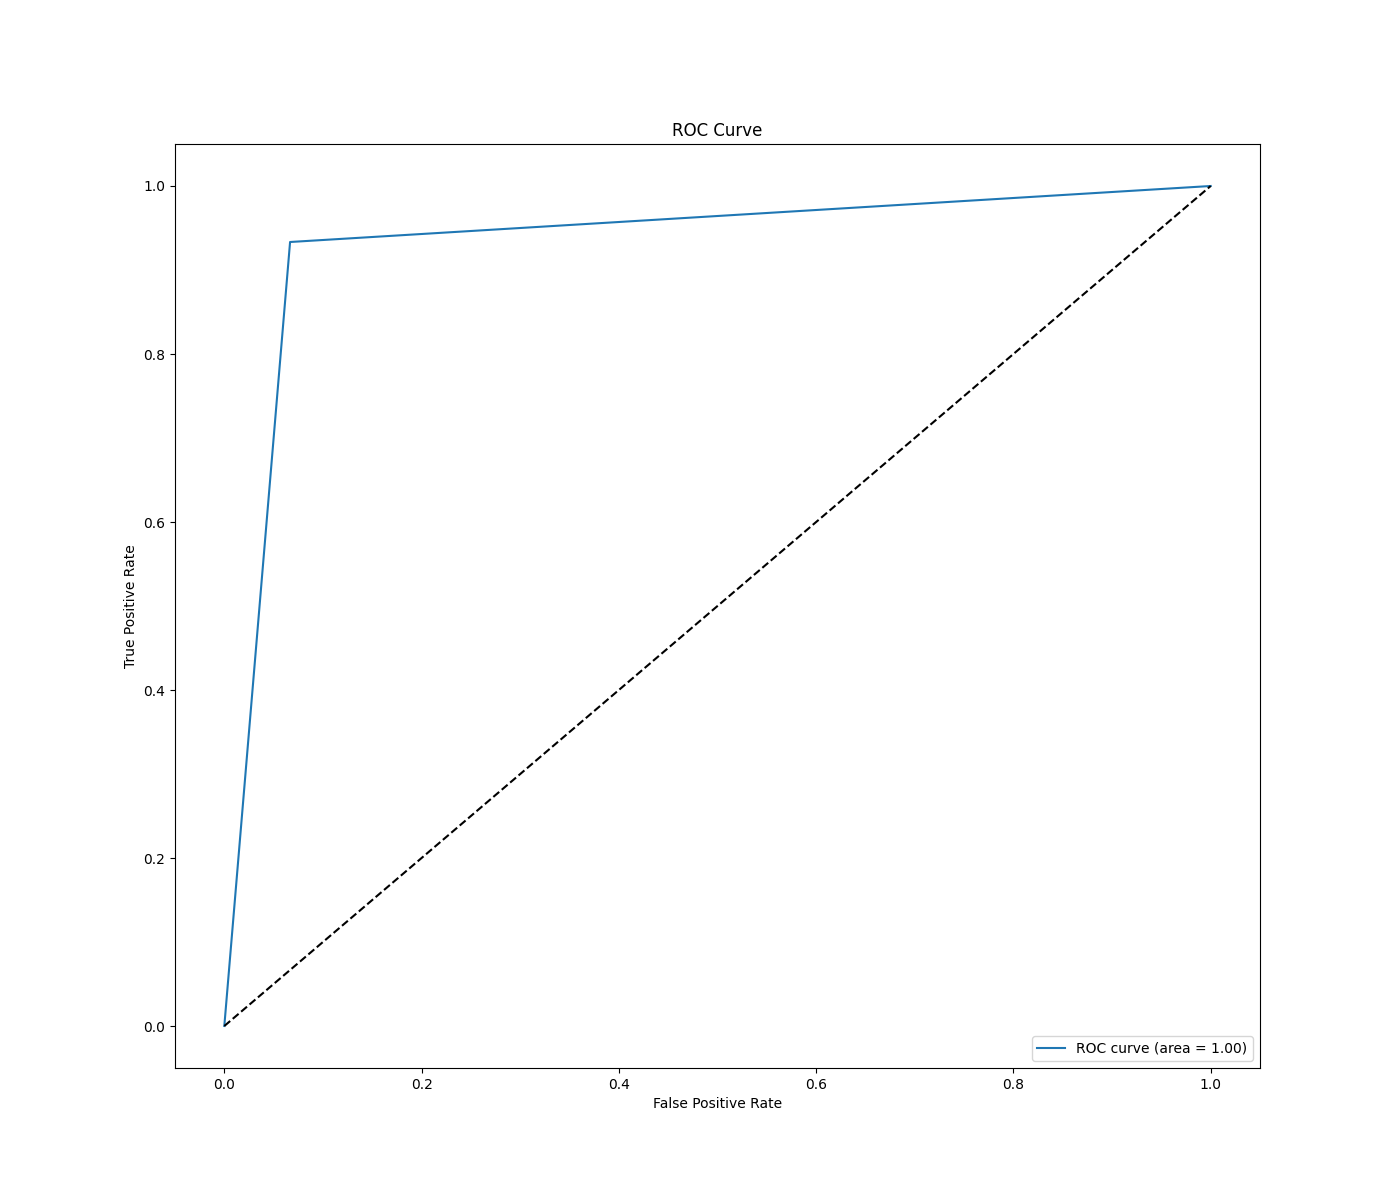 ROC Curve
1.0
0.8
0.6
0.4
0.2
0.0
True Positive Rate
0.0 0.2 0.4 0.6 0.8 1.0
False Positive Rate
ROC curve (area = 1.00)